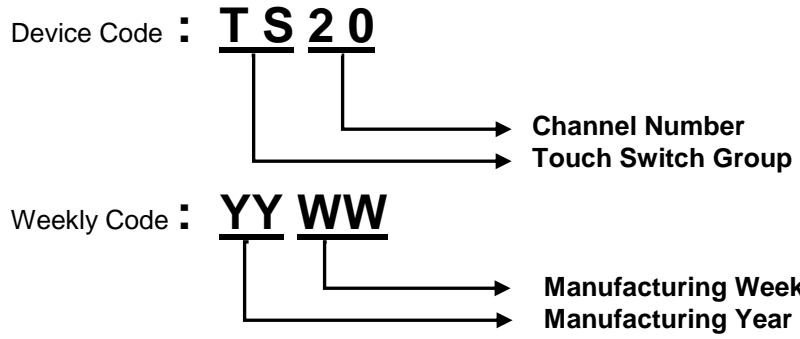 Device Code : T S 2 0
Channel Number
Touch Switch Group
Weekly Code : YY WW
Manufacturing Week
Manufacturing Year